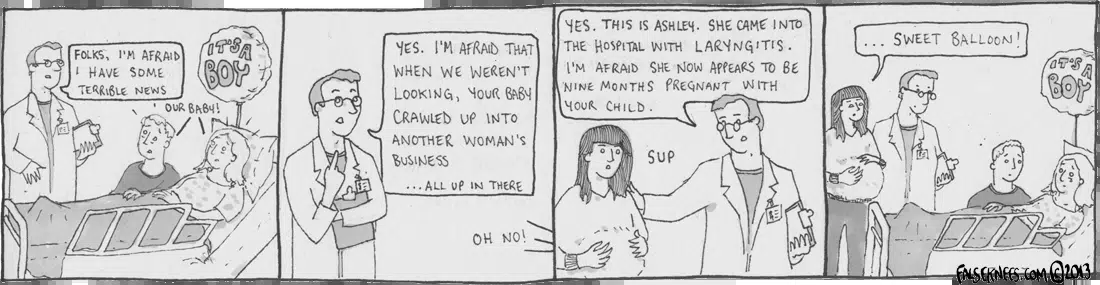 FOLKS, I'M AFRAID
I HAVE SOME
TERRIBLE NEWS
IT'S A
BOY
OUR BABY!
YES. I'M AFRAID THAT
WHEN WE WEREN'T
LOOKING, YOUR BABY
CRAWLED UP INTO
ANOTHER WOMAN'S
BUSINESS
...ALL UP IN THERE
OH NO!
YES. THIS IS ASHLEY. SHE CAME INTO
THE HOSPITAL WITH LARYNGITIS.
I'M AFRAID SHE NOW APPEARS TO BE
NINE MONTHS PREGNANT WITH
YOUR CHILD.
SUP
... SWEET BALLOON!
IT'S A
BOY
FALSEKNEES.COM ©2013